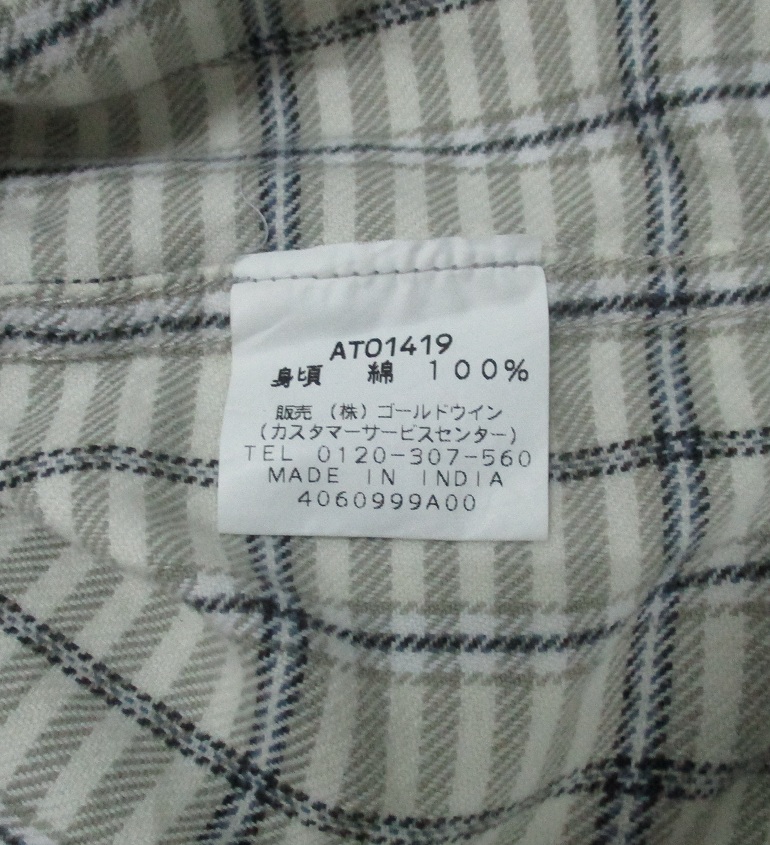 AT01419
身頃 綿 100%
販売 (株) ゴールドウイン
(カスタマーサービスセンター)
TEL 0120-307-560
MADE IN INDIA
4060999A00